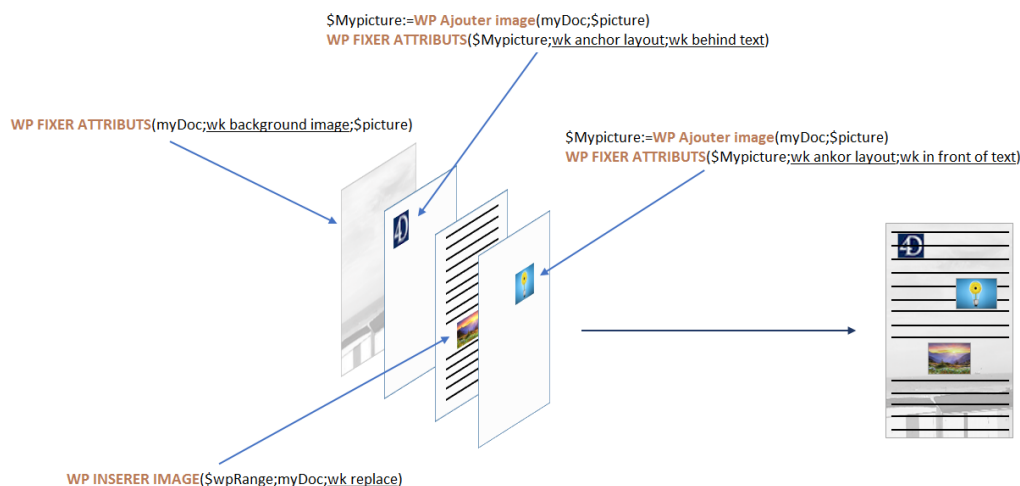 $Mypicture:=WP Ajouter image(myDoc;$picture)
WP FIXER ATTRIBUTS($Mypicture;wk anchor layout;wk behind text)
WP FIXER ATTRIBUTS(myDoc;wk background image;$picture)
$Mypicture:=WP Ajouter image(myDoc;$picture)
WP FIXER ATTRIBUTS($Mypicture;wk ankor layout;wk in front of text)
4D
4D
WP INSERER IMAGE($wpRange;myDoc;wk replace)